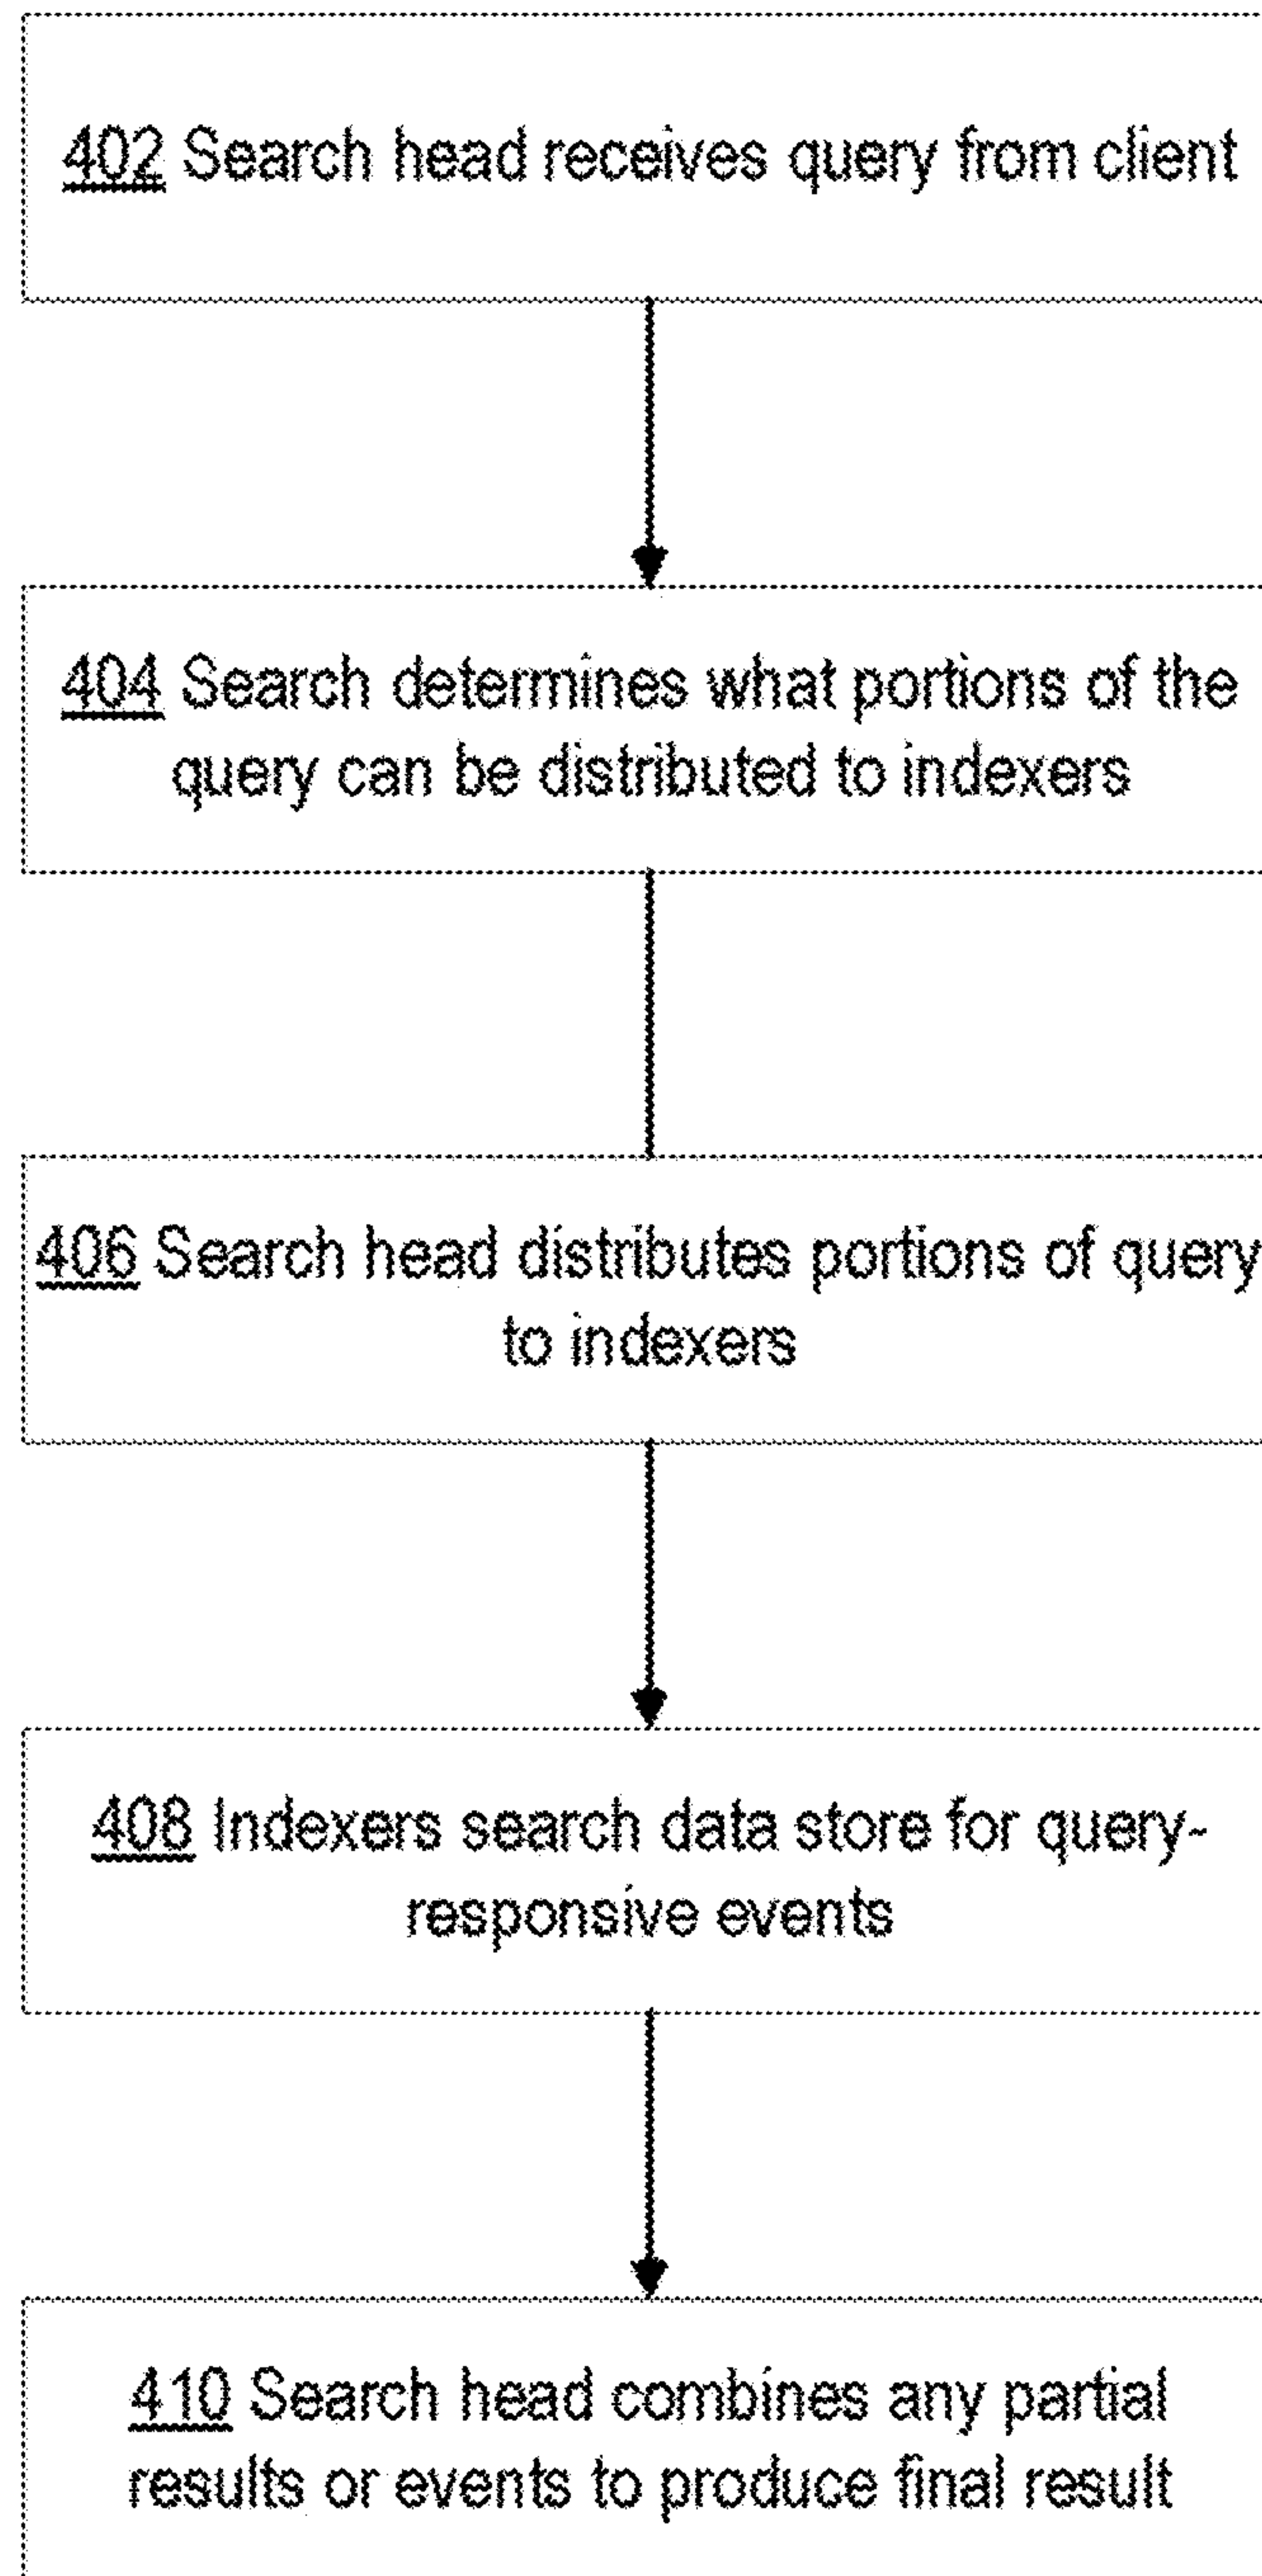 402 Search head receives query from client
404 Search determines what portions of the
query can be distributed to indexers
406 Search head distributes portions of query
to indexers
408 Indexers search data store for query-
responsive events
410 Search head combines any partial
results or events to produce final result